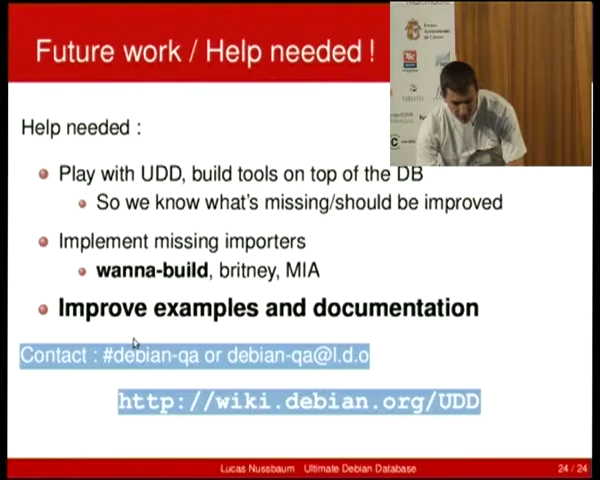 Future work / Help needed !
Help needed :
Play with UDD, build tools on top of the DB
So we know what's missing/should be improved
Implement missing importers
wanna-build, britney, MIA
Improve examples and documentation
Contact : #debian-qa or debian-qa@l.d.o
http://wiki.debian.org/UDD
Lucas Nussbaum Ultimate Debian Database
24 / 24